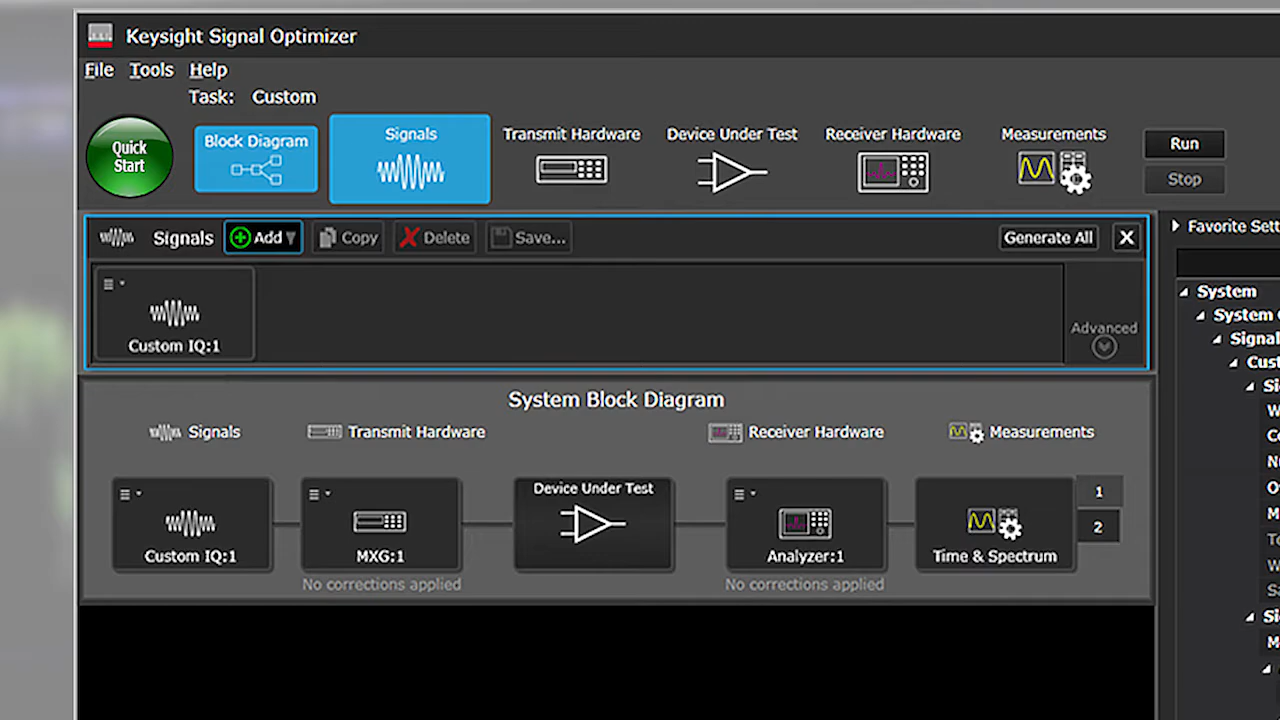 Keysight Signal Optimizer
File Tools Help
Task: Custom
Quick Start
Block Diagram
Signals
Transmit Hardware
Device Under Test
Receiver Hardware
Measurements
Run
Stop
Signals
Add
Copy
Delete
Save...
Generate All
X
Custom IQ:1
Advanced
System Block Diagram
Signals
Transmit Hardware
Receiver Hardware
Measurements
Custom IQ:1
MXG:1
No corrections applied
Device Under Test
Analyzer:1
No corrections applied
Time & Spectrum
1
2
Favorite Sett
System
System
Signal
Cust